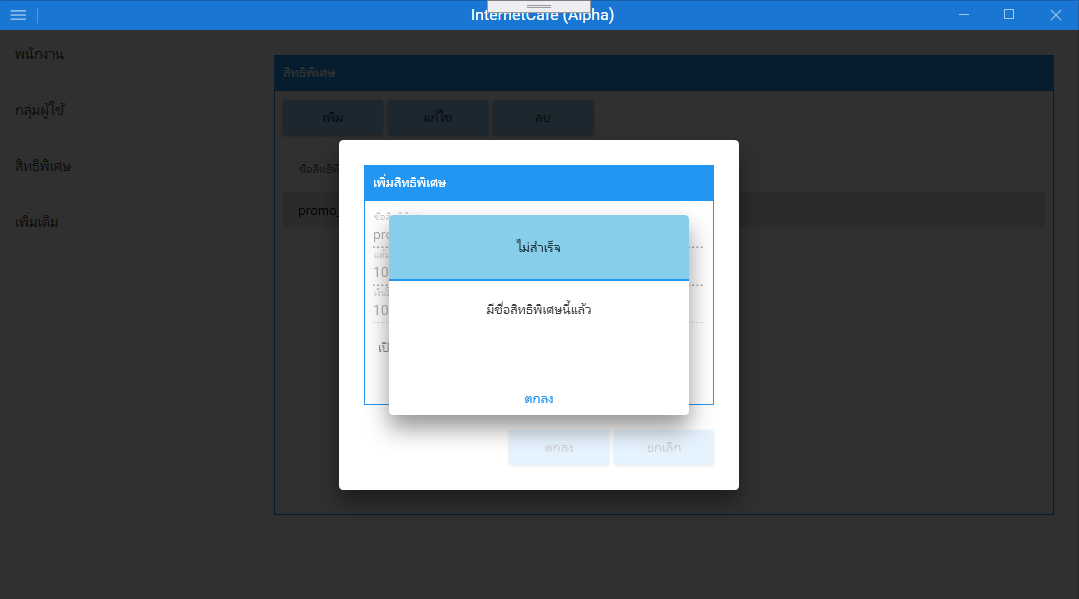 InternetCafe (Alpha)
พนักงาน
กลุ่มผู้ใช้
สิทธิพิเศษ
เพิ่มเติม
สิทธิพิเศษ
เพิ่ม
แก้ไข
ลบ
promo_
เพิ่มสิทธิพิเศษ
10
10
ไม่สำเร็จ
มีชื่อสิทธิพิเศษนี้แล้ว
ตกลง
ตกลง
ยกเลิก